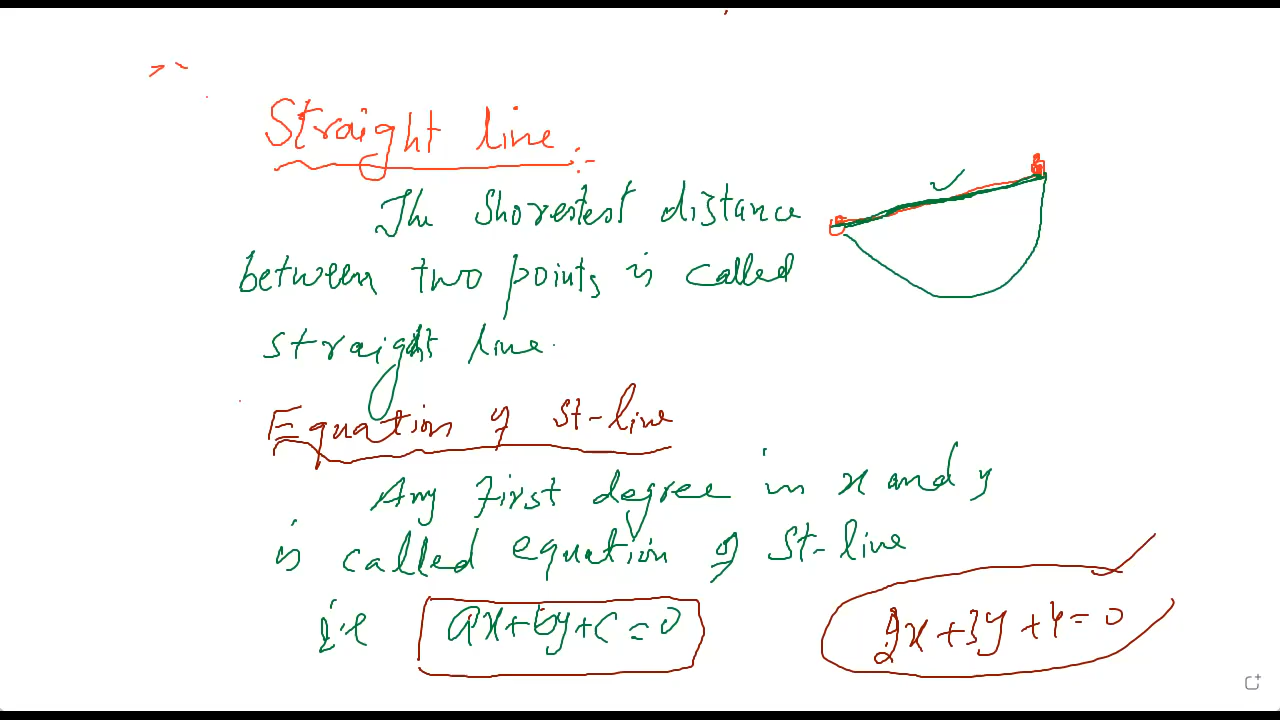 Straight line :-
The Shorestest distance
between two points is called
straight line.
Equation of St-line
Any first degree in x and y
is called equation of St-line
i.e ax+by+c=0 2x+3y+4=0